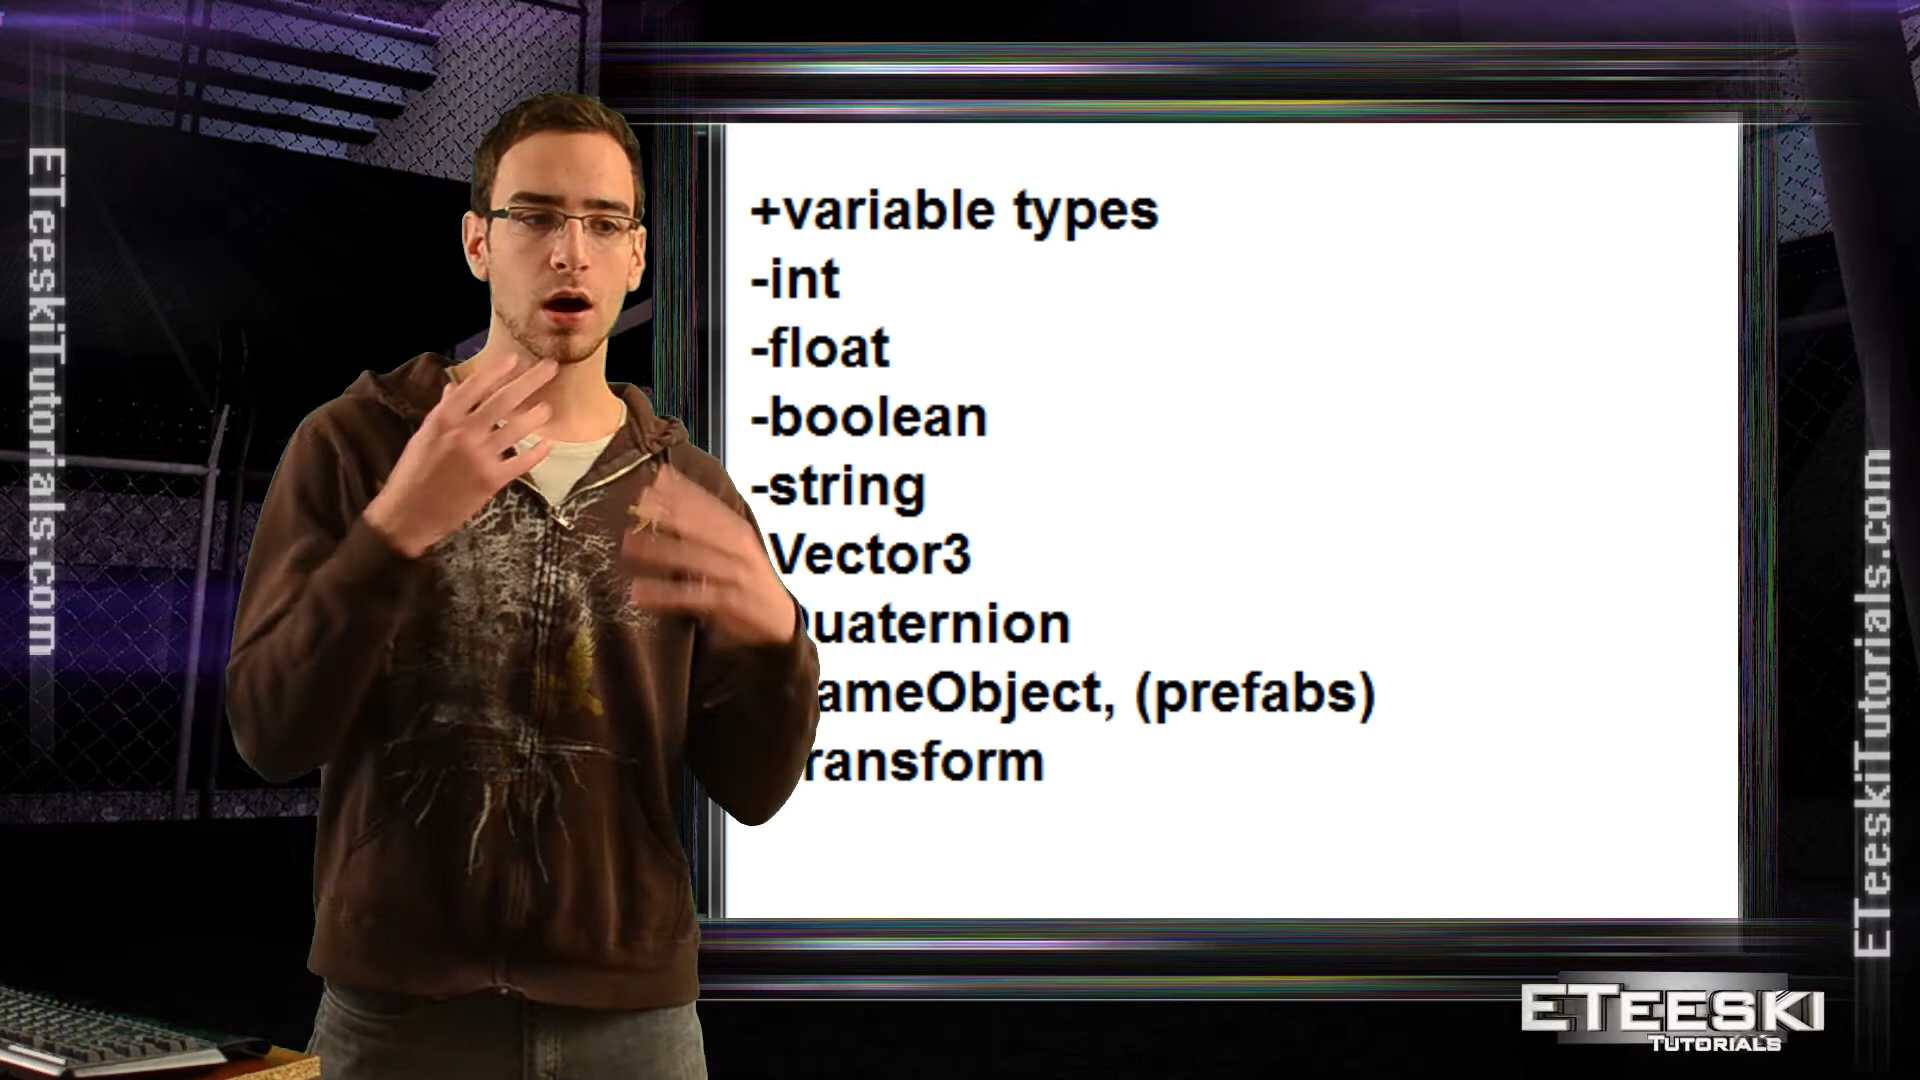 ETeeskiTutorials.com
+variable types
-int
-float
-boolean
-string
Vector3
uaternion
ameObject, (prefabs)
ransform
ETeeskiTutorials.com
ETEESKI
TUTORIALS